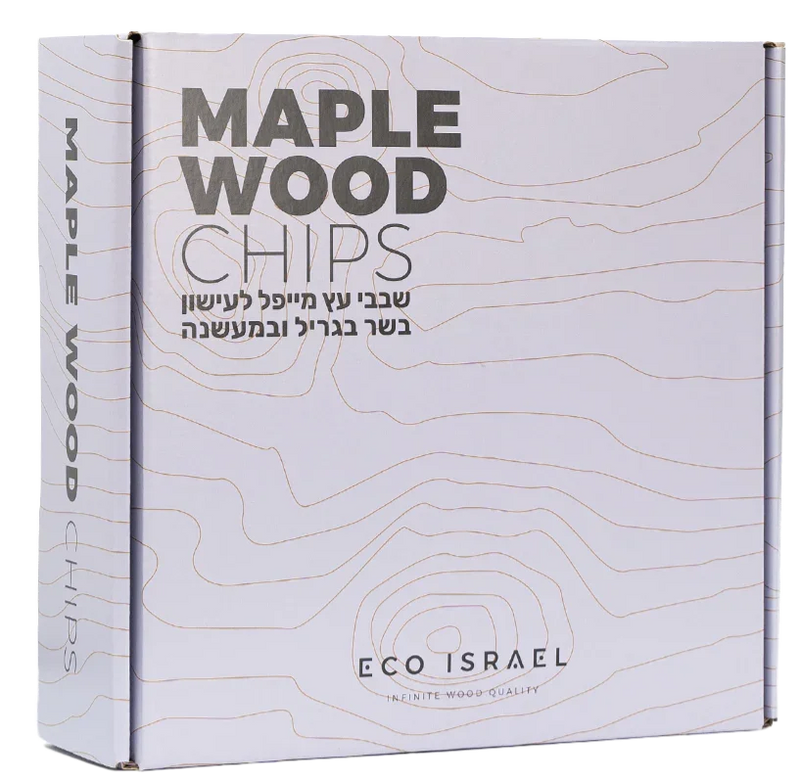 MAPLE
WOOD
CHIPS
שבבי עץ מייפל לעישון
בשר בגריל ובמעשנה
ECO ISRAEL
INFINITE WOOD QUALITY
MAPLE WOOD CHIPS